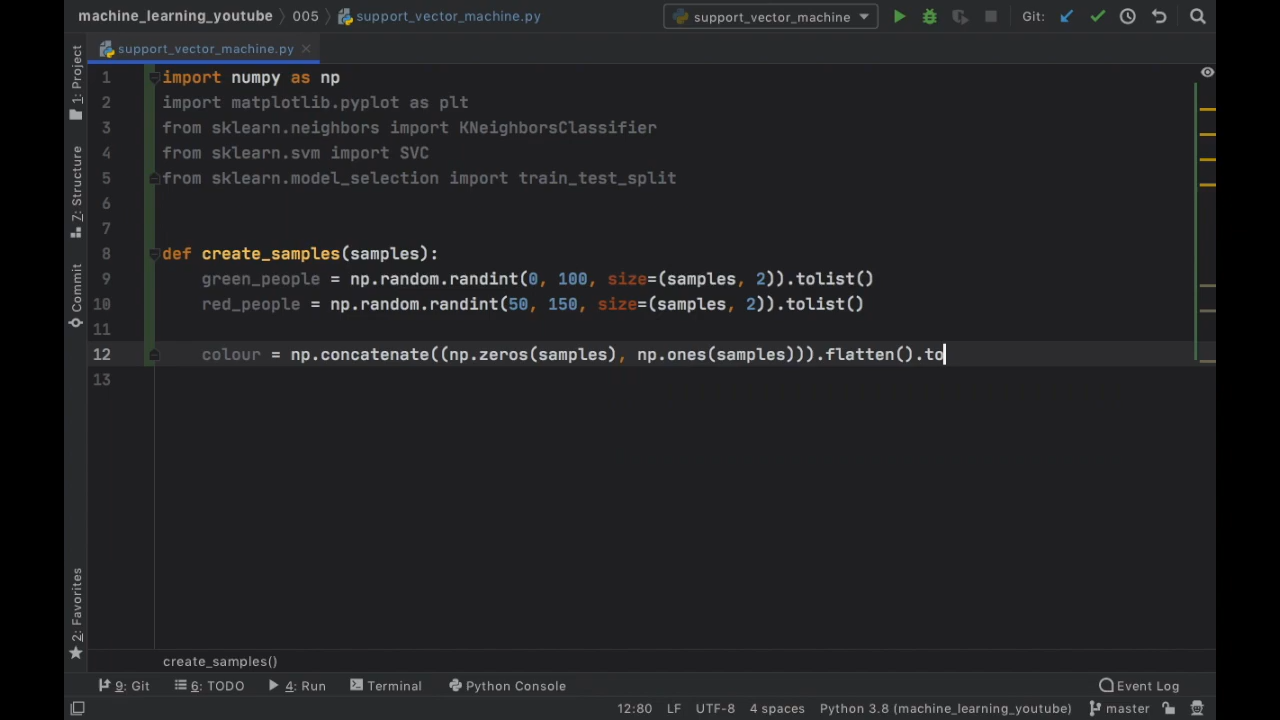 machine_learning_youtube 005 support_vector_machine.py support_vector_machine Git:
support_vector_machine.py
1: Project
7: Structure
Commit
2: Favorites
1 import numpy as np
2 import matplotlib.pyplot as plt
3 from sklearn.neighbors import KNeighborsClassifier
4 from sklearn.svm import SVC
5 from sklearn.model_selection import train_test_split
6
7
8 def create_samples(samples):
9 green_people = np.random.randint(0, 100, size=(samples, 2)).tolist()
10 red_people = np.random.randint(50, 150, size=(samples, 2)).tolist()
11
12 colour = np.concatenate((np.zeros(samples), np.ones(samples))).flatten().to
13
create_samples()
9: Git 6: TODO 4: Run Terminal Python Console Event Log
12:80 LF UTF-8 4 spaces Python 3.8 (machine_learning_youtube) master